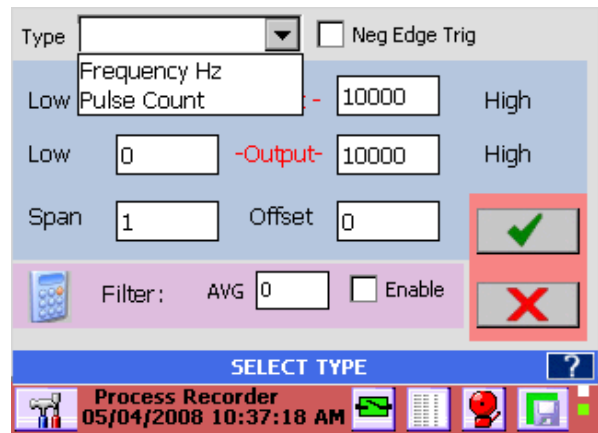 Type Neg Edge Trig
Frequency Hz
Low Pulse Count - 10000 High
Low 0 -Output- 10000 High
Span 1 Offset 0
Filter: AVG 0 Enable
SELECT TYPE ?
Process Recorder
05/04/2008 10:37:18 AM